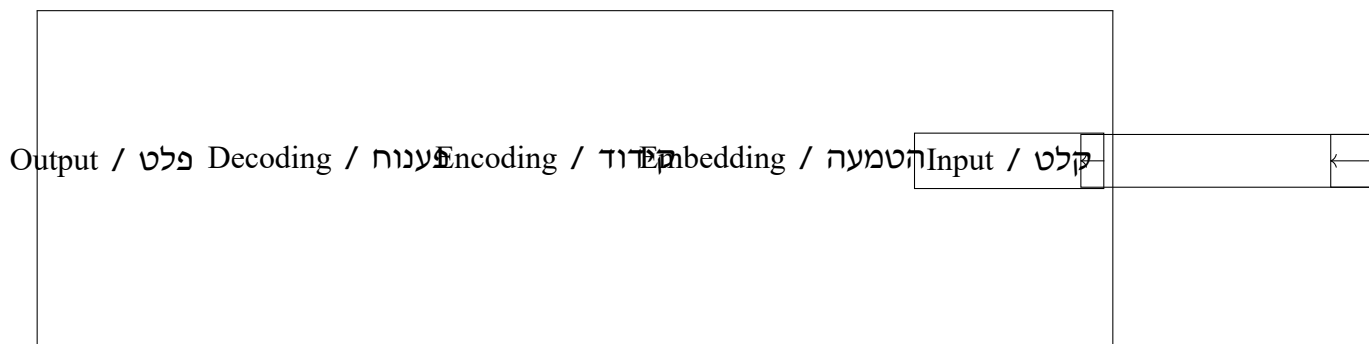 Output / פלט
Decoding / פענוח
Encoding / קידוד
Embedding / הטמעה
Input / קלט